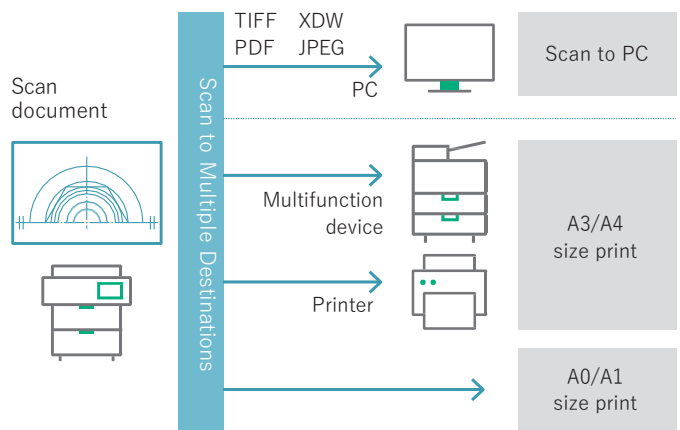 Scan
document
Scan to Multiple Destinations
TIFF XDW
PDF JPEG
PC
Scan to PC
Multifunction
device
Printer
A3/A4
size print
A0/A1
size print